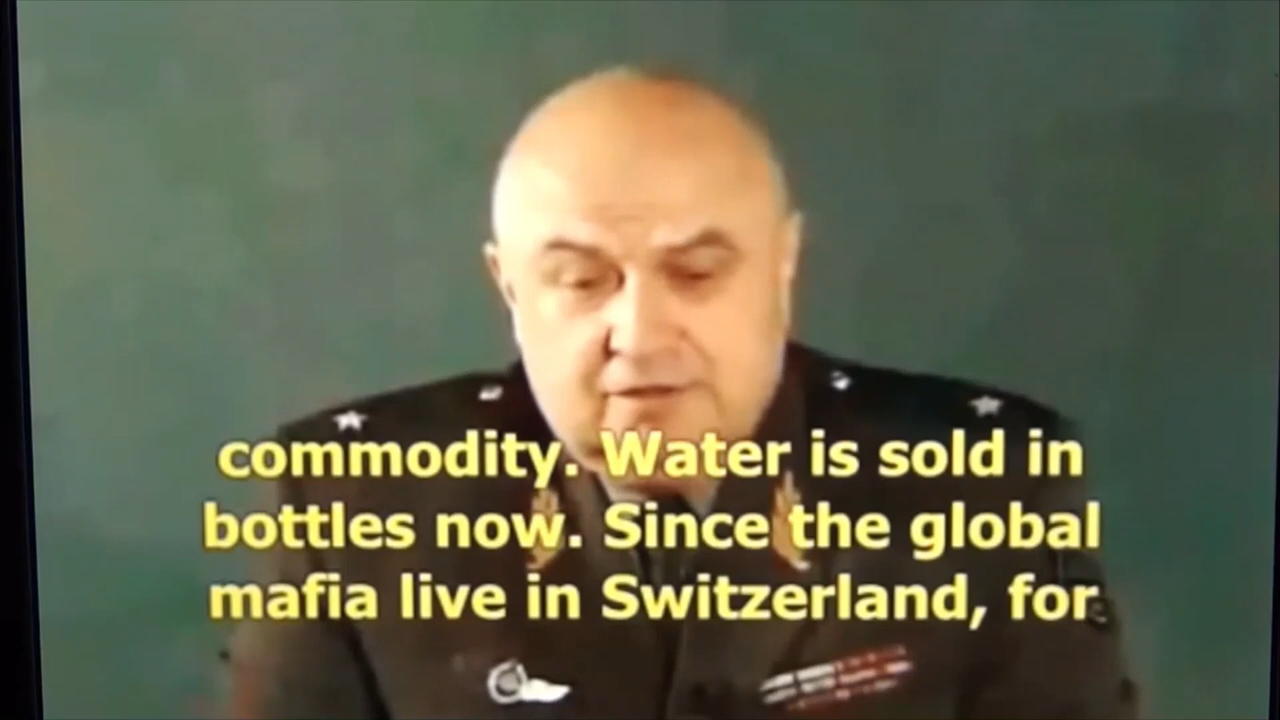 commodity. Water is sold in
bottles now. Since the global
mafia live in Switzerland, for